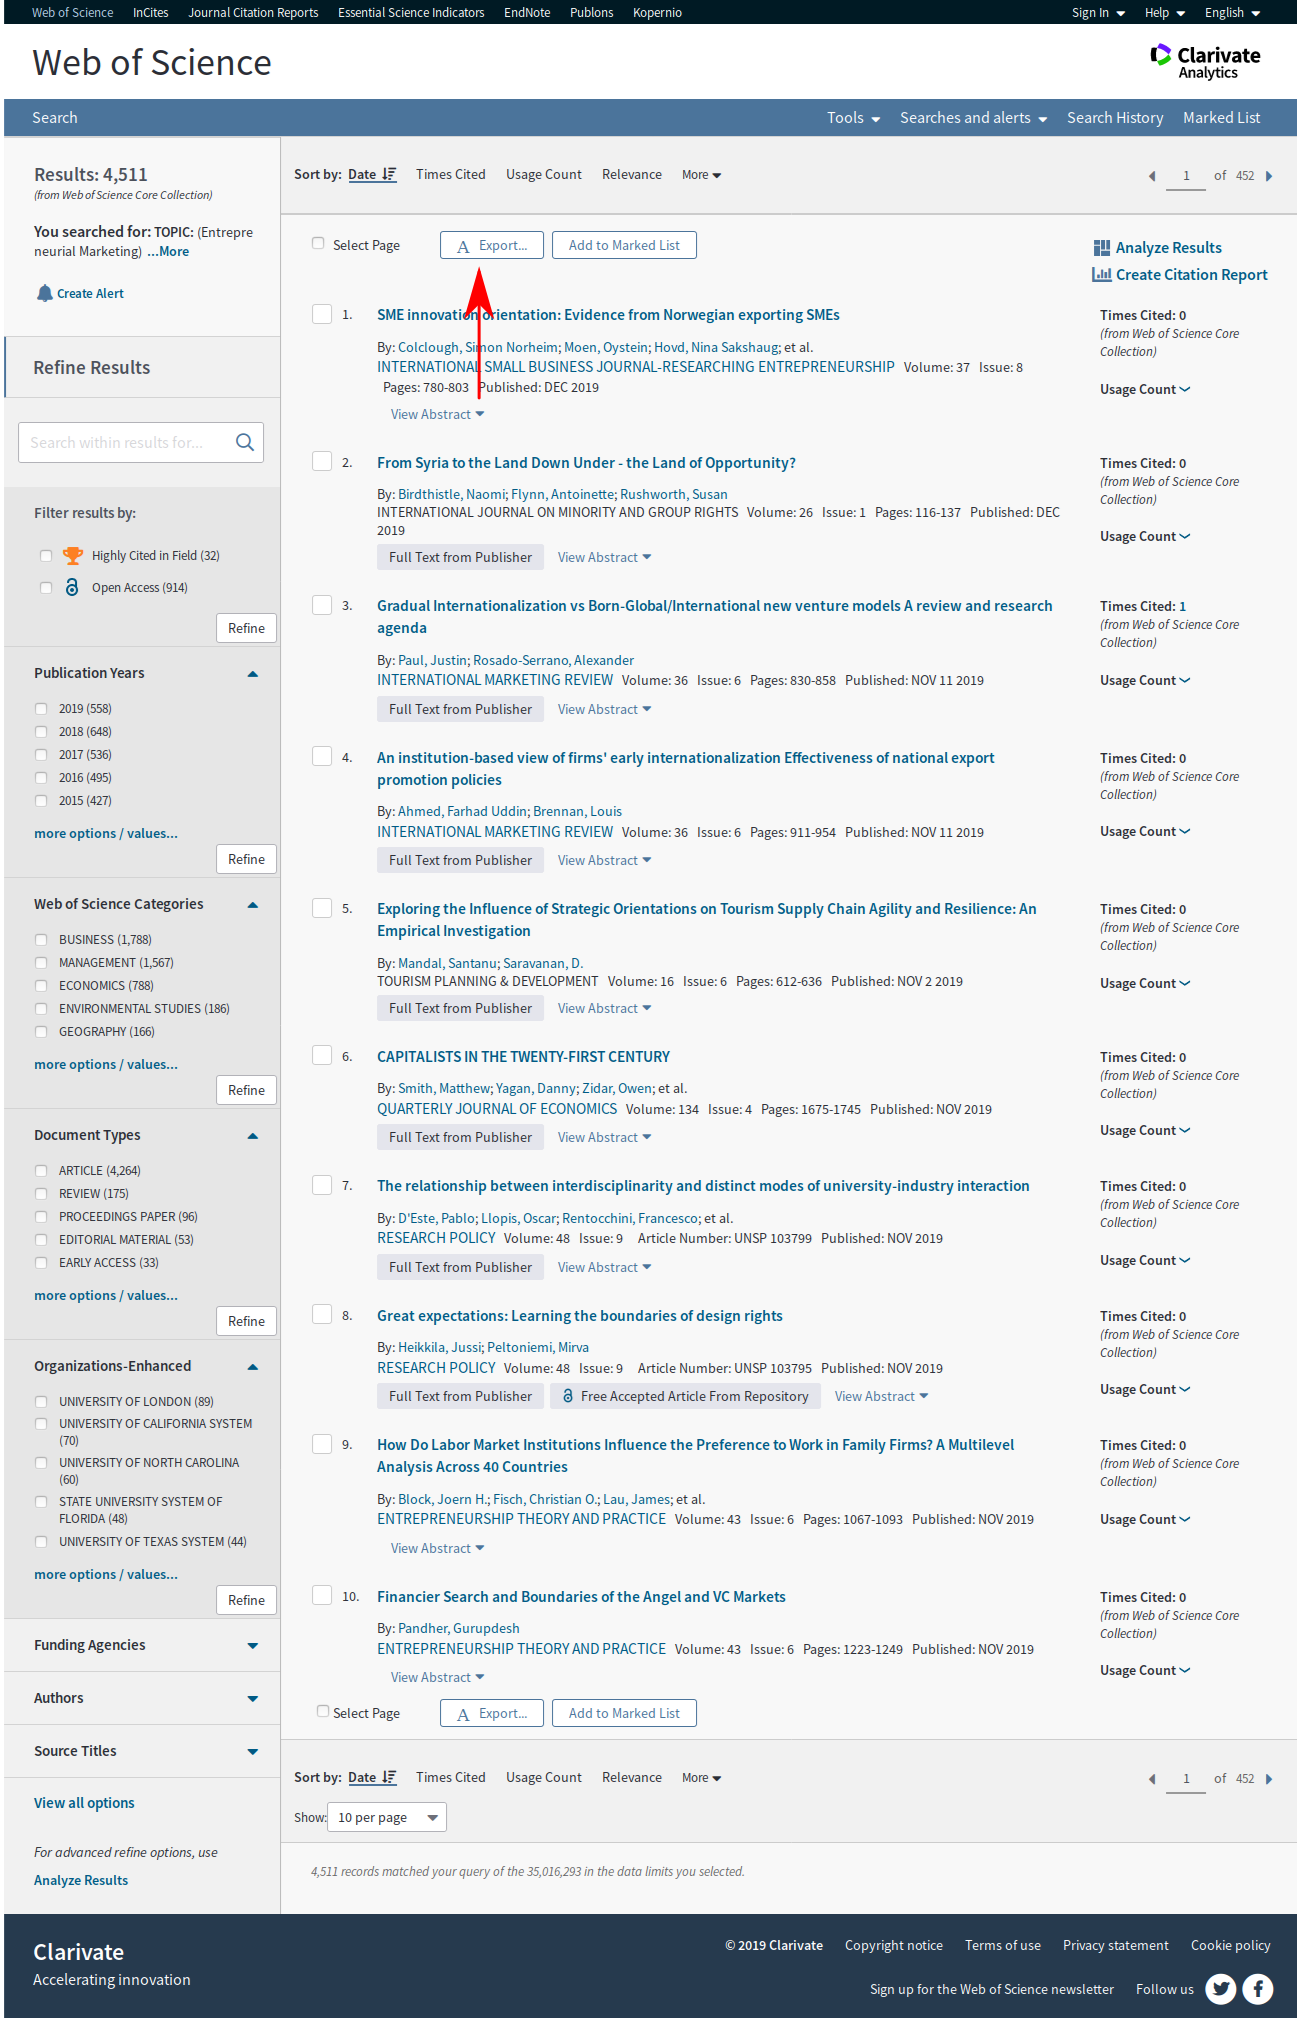 Web of Science InCites Journal Citation Reports Essential Science Indicators EndNote Publons Kopernio Sign In Help English
Web of Science
Clarivate
Analytics
Search Tools Searches and alerts Search History Marked List
Results: 4,511
(from Web of Science Core Collection)
You searched for: TOPIC: (Entrepre
neurial Marketing) ...More
Create Alert
Refine Results
Search within results for...
Filter results by:
Highly Cited in Field (32)
Open Access (914)
Refine
Publication Years
2019 (558)
2018 (648)
2017 (536)
2016 (495)
2015 (427)
more options / values...
Refine
Web of Science Categories
BUSINESS (1,788)
MANAGEMENT (1,567)
ECONOMICS (788)
ENVIRONMENTAL STUDIES (186)
GEOGRAPHY (166)
more options / values...
Refine
Document Types
ARTICLE (4,264)
REVIEW (175)
PROCEEDINGS PAPER (96)
EDITORIAL MATERIAL (53)
EARLY ACCESS (33)
more options / values...
Refine
Organizations-Enhanced
UNIVERSITY OF LONDON (89)
UNIVERSITY OF CALIFORNIA SYSTEM
(70)
UNIVERSITY OF NORTH CAROLINA
(60)
STATE UNIVERSITY SYSTEM OF
FLORIDA (48)
UNIVERSITY OF TEXAS SYSTEM (44)
more options / values...
Refine
Funding Agencies
Authors
Source Titles
View all options
For advanced refine options, use
Analyze Results
Sort by: Date Times Cited Usage Count Relevance More 1 of 452
Select Page A Export... Add to Marked List
Analyze Results
Create Citation Report
1. SME innovation orientation: Evidence from Norwegian exporting SMEs
By: Colclough, Simon Norheim; Moen, Oystein; Hovd, Nina Sakshaug; et al.
INTERNATIONAL SMALL BUSINESS JOURNAL-RESEARCHING ENTREPRENEURSHIP Volume: 37 Issue: 8
Pages: 780-803 Published: DEC 2019
View Abstract
Times Cited: 0
(from Web of Science Core
Collection)
Usage Count
2. From Syria to the Land Down Under - the Land of Opportunity?
By: Birdthistle, Naomi; Flynn, Antoinette; Rushworth, Susan
INTERNATIONAL JOURNAL ON MINORITY AND GROUP RIGHTS Volume: 26 Issue: 1 Pages: 116-137 Published: DEC
2019
Full Text from Publisher View Abstract
Times Cited: 0
(from Web of Science Core
Collection)
Usage Count
3. Gradual Internationalization vs Born-Global/International new venture models A review and research
agenda
By: Paul, Justin; Rosado-Serrano, Alexander
INTERNATIONAL MARKETING REVIEW Volume: 36 Issue: 6 Pages: 830-858 Published: NOV 11 2019
Full Text from Publisher View Abstract
Times Cited: 1
(from Web of Science Core
Collection)
Usage Count
4. An institution-based view of firms' early internationalization Effectiveness of national export
promotion policies
By: Ahmed, Farhad Uddin; Brennan, Louis
INTERNATIONAL MARKETING REVIEW Volume: 36 Issue: 6 Pages: 911-954 Published: NOV 11 2019
Full Text from Publisher View Abstract
Times Cited: 0
(from Web of Science Core
Collection)
Usage Count
5. Exploring the Influence of Strategic Orientations on Tourism Supply Chain Agility and Resilience: An
Empirical Investigation
By: Mandal, Santanu; Saravanan, D.
TOURISM PLANNING & DEVELOPMENT Volume: 16 Issue: 6 Pages: 612-636 Published: NOV 2 2019
Full Text from Publisher View Abstract
Times Cited: 0
(from Web of Science Core
Collection)
Usage Count
6. CAPITALISTS IN THE TWENTY-FIRST CENTURY
By: Smith, Matthew; Yagan, Danny; Zidar, Owen; et al.
QUARTERLY JOURNAL OF ECONOMICS Volume: 134 Issue: 4 Pages: 1675-1745 Published: NOV 2019
Full Text from Publisher View Abstract
Times Cited: 0
(from Web of Science Core
Collection)
Usage Count
7. The relationship between interdisciplinarity and distinct modes of university-industry interaction
By: D'Este, Pablo; Llopis, Oscar; Rentocchini, Francesco; et al.
RESEARCH POLICY Volume: 48 Issue: 9 Article Number: UNSP 103799 Published: NOV 2019
Full Text from Publisher View Abstract
Times Cited: 0
(from Web of Science Core
Collection)
Usage Count
8. Great expectations: Learning the boundaries of design rights
By: Heikkila, Jussi; Peltoniemi, Mirva
RESEARCH POLICY Volume: 48 Issue: 9 Article Number: UNSP 103795 Published: NOV 2019
Full Text from Publisher Free Accepted Article From Repository View Abstract
Times Cited: 0
(from Web of Science Core
Collection)
Usage Count
9. How Do Labor Market Institutions Influence the Preference to Work in Family Firms? A Multilevel
Analysis Across 40 Countries
By: Block, Joern H.; Fisch, Christian O.; Lau, James; et al.
ENTREPRENEURSHIP THEORY AND PRACTICE Volume: 43 Issue: 6 Pages: 1067-1093 Published: NOV 2019
View Abstract
Times Cited: 0
(from Web of Science Core
Collection)
Usage Count
10. Financier Search and Boundaries of the Angel and VC Markets
By: Pandher, Gurupdesh
ENTREPRENEURSHIP THEORY AND PRACTICE Volume: 43 Issue: 6 Pages: 1223-1249 Published: NOV 2019
View Abstract
Times Cited: 0
(from Web of Science Core
Collection)
Usage Count
Select Page A Export... Add to Marked List
Sort by: Date Times Cited Usage Count Relevance More 1 of 452
Show: 10 per page
4,511 records matched your query of the 35,016,293 in the data limits you selected.
Clarivate
Accelerating innovation
© 2019 Clarivate Copyright notice Terms of use Privacy statement Cookie policy
Sign up for the Web of Science newsletter Follow us